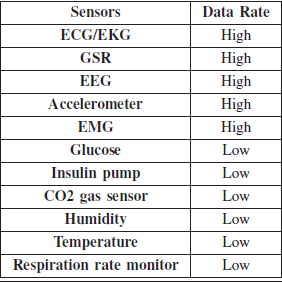 Sensors Data Rate
ECG/EKG High
GSR High
EEG High
Accelerometer High
EMG High
Glucose Low
Insulin pump Low
CO2 gas sensor Low
Humidity Low
Temperature Low
Respiration rate monitor Low